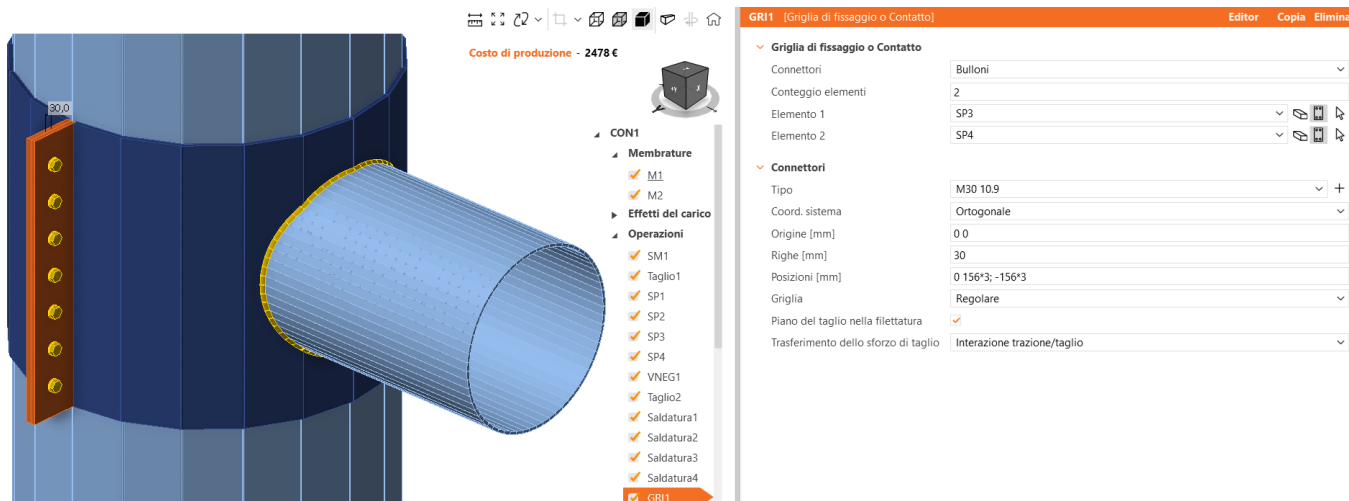 Costo di produzione - 2478 €
30,0
CON1
Membrature
M1
M2
Effetti del carico
Operazioni
SM1
Taglio1
SP1
SP2
SP3
SP4
VNEG1
Taglio2
Saldatura1
Saldatura2
Saldatura3
Saldatura4
GRI1
GRI1 [Griglia di fissaggio o Contatto] Editor Copia Elimina
Griglia di fissaggio o Contatto
Connettori Bulloni
Conteggio elementi 2
Elemento 1 SP3
Elemento 2 SP4
Connettori
Tipo M30 10.9
Coord. sistema Ortogonale
Origine [mm] 0 0
Righe [mm] 30
Posizioni [mm] 0 156*3; -156*3
Griglia Regolare
Piano del taglio nella filettatura
Trasferimento dello sforzo di taglio Interazione trazione/taglio